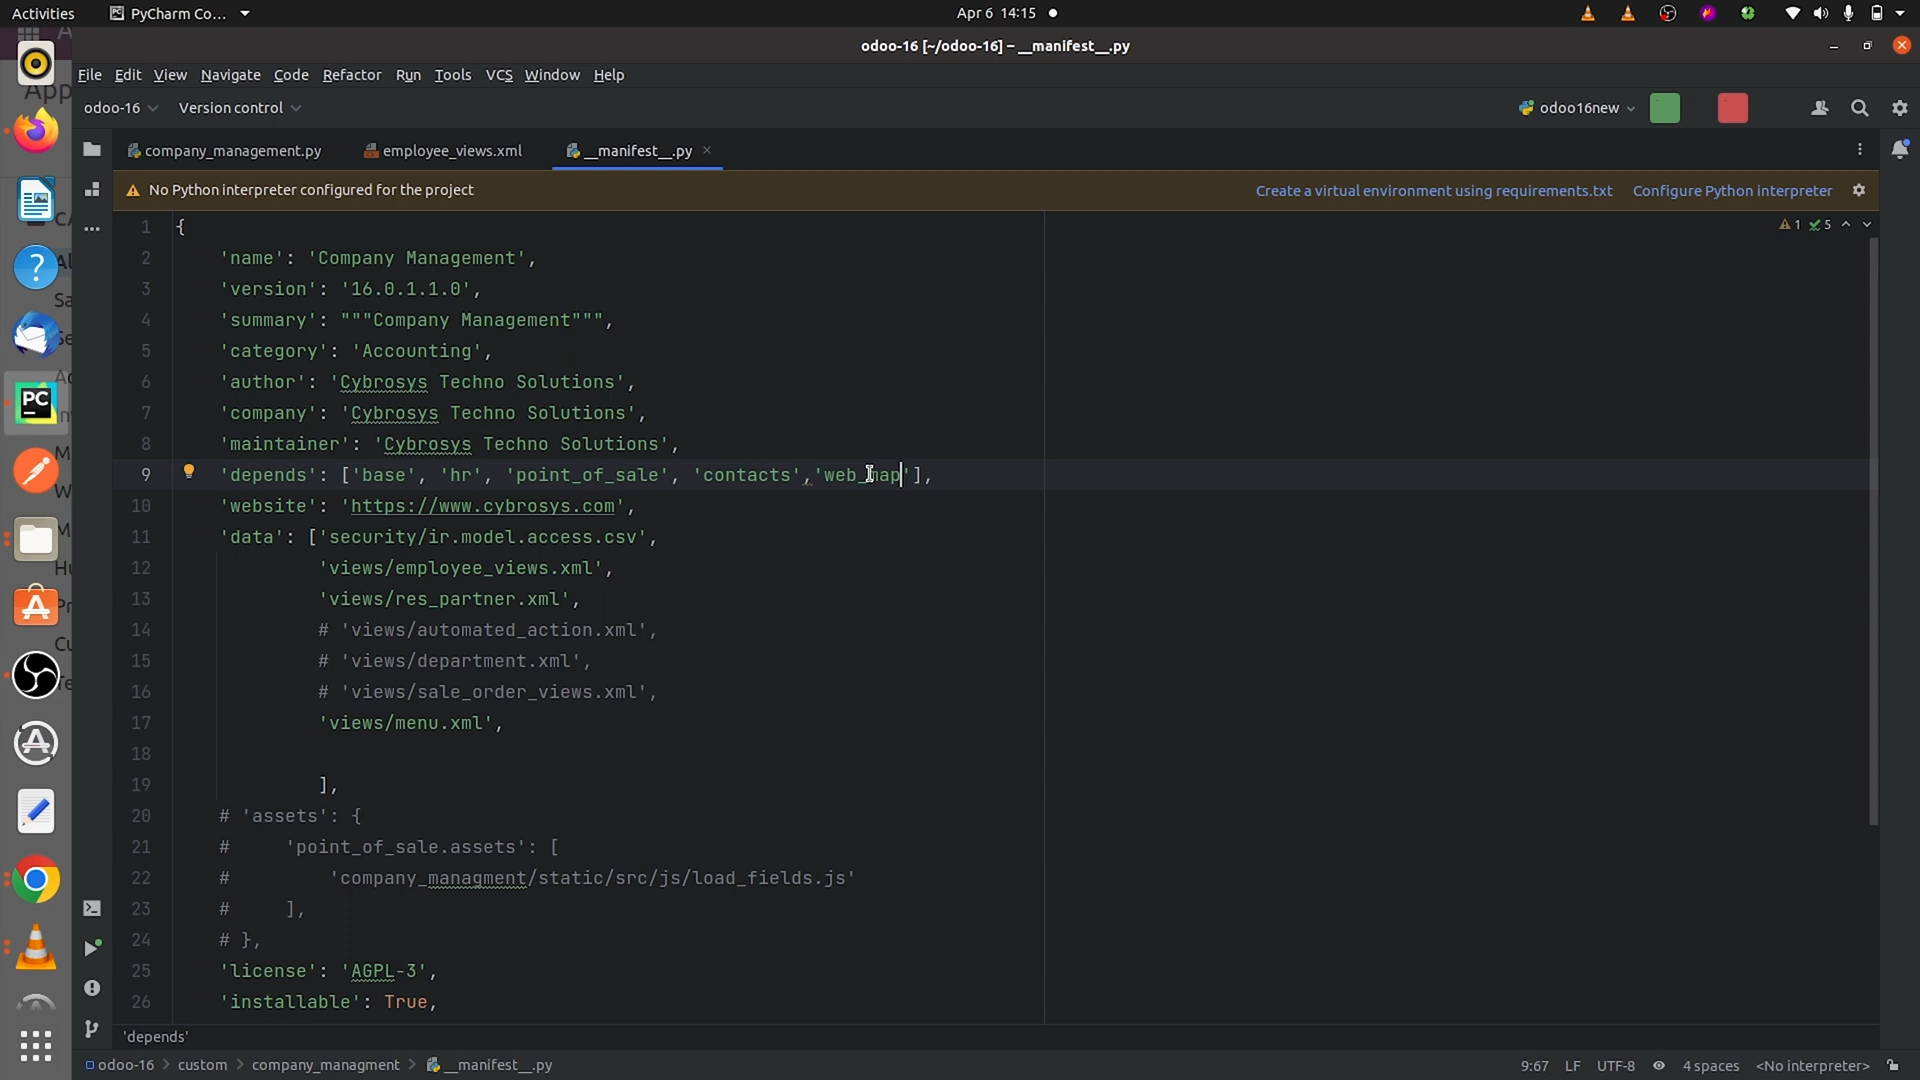 Activities PyCharm Co... Apr 6 14:15
odoo-16 [~/odoo-16] – __manifest__.py
File Edit View Navigate Code Refactor Run Tools VCS Window Help
odoo-16 Version control odoo16new
company_management.py employee_views.xml __manifest__.py
No Python interpreter configured for the project Create a virtual environment using requirements.txt Configure Python interpreter
1 {
1 5
2 'name': 'Company Management',
3 'version': '16.0.1.1.0',
4 'summary': """Company Management""",
5 'category': 'Accounting',
6 'author': 'Cybrosys Techno Solutions',
7 'company': 'Cybrosys Techno Solutions',
8 'maintainer': 'Cybrosys Techno Solutions',
9 'depends': ['base', 'hr', 'point_of_sale', 'contacts','web_map'],
10 'website': 'https://www.cybrosys.com',
11 'data': ['security/ir.model.access.csv',
12 'views/employee_views.xml',
13 'views/res_partner.xml',
14 # 'views/automated_action.xml',
15 # 'views/department.xml',
16 # 'views/sale_order_views.xml',
17 'views/menu.xml',
18
19 ],
20 # 'assets': {
21 # 'point_of_sale.assets': [
22 # 'company_managment/static/src/js/load_fields.js'
23 # ],
24 # },
25 'license': 'AGPL-3',
26 'installable': True,
'depends'
odoo-16 > custom > company_managment > __manifest__.py 9:67 LF UTF-8 4 spaces <No interpreter>